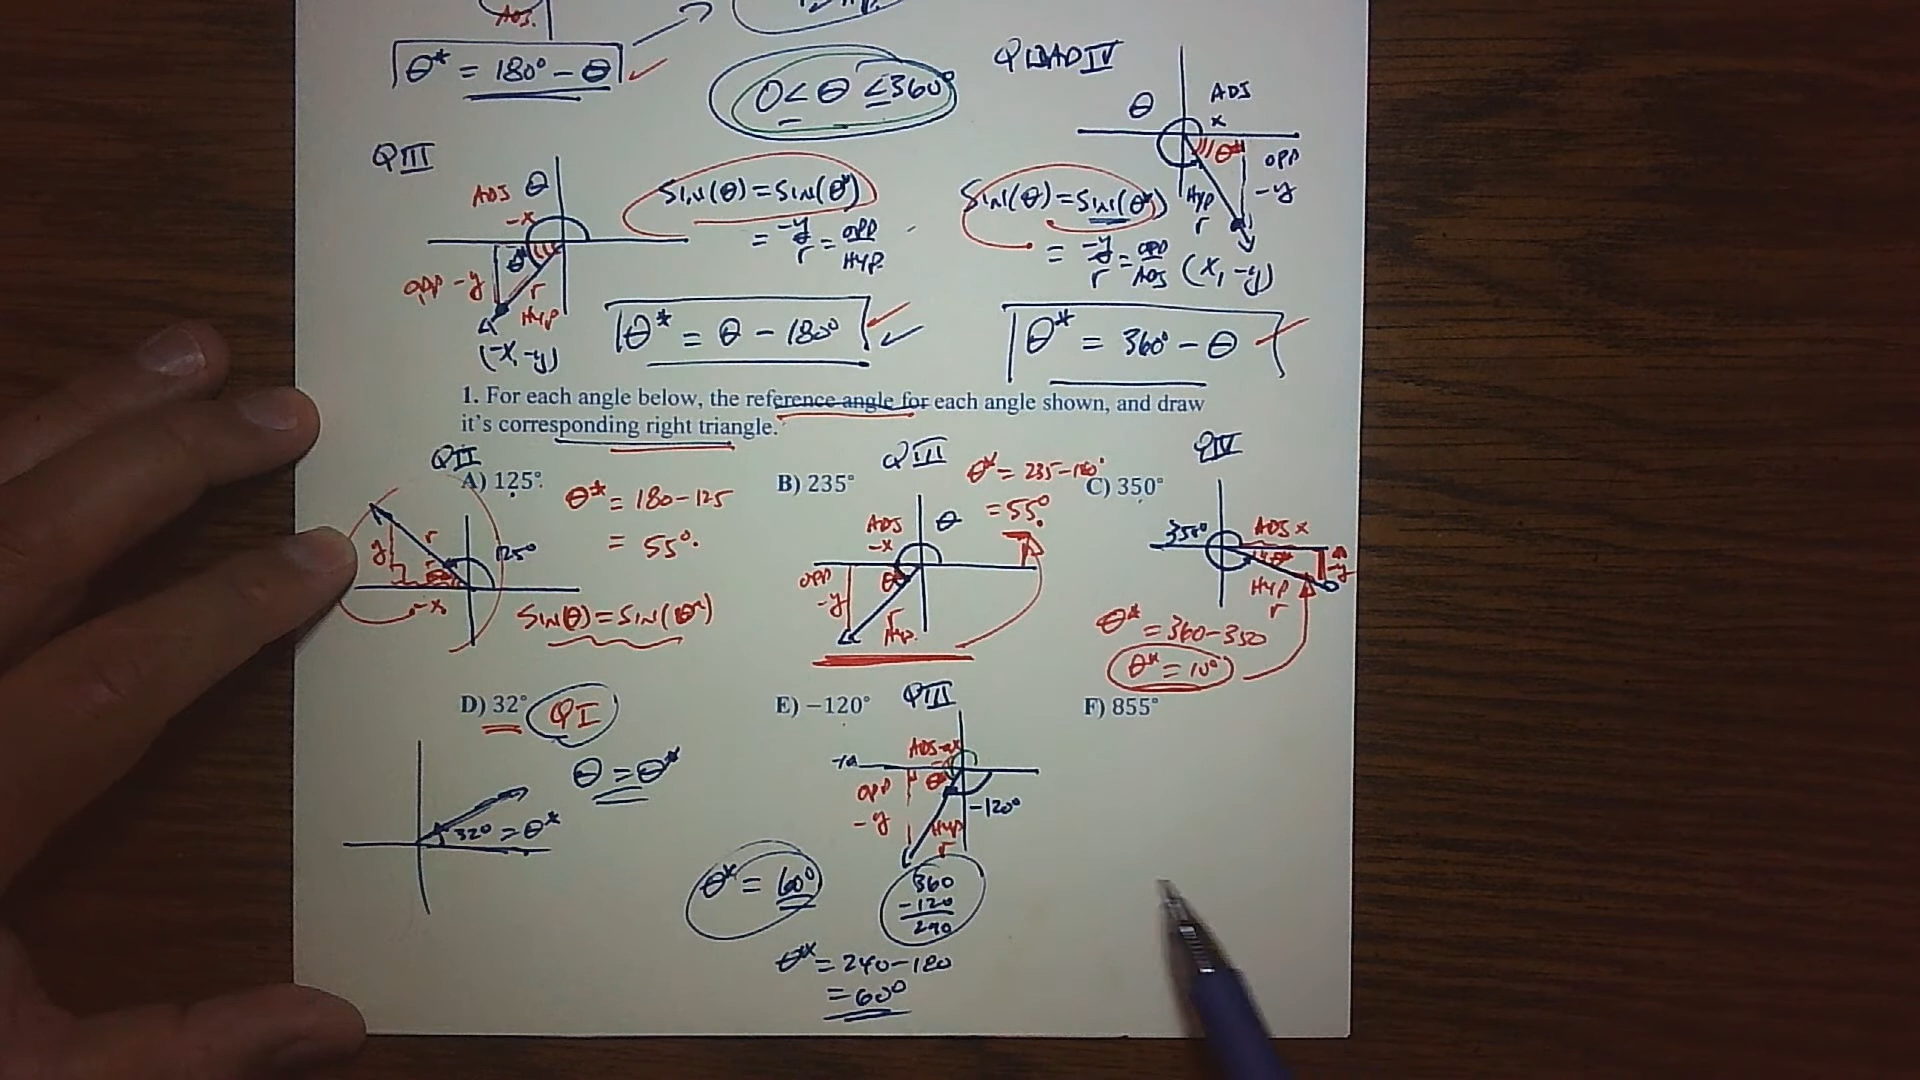 ADJ.
θ* = 180° − θ
0 < θ ≤ 360°
QUAD IV
θ
ADJ
x
θ*
OPP
−y
HYP
r
(x, −y)
Sin(θ) = Sin(θ*)
= −y/r = OPP/ADJ
θ* = 360° − θ
QIII
ADJ
θ
−x
θ*
OPP −y
r
HYP
(−x, −y)
Sin(θ) = Sin(θ*)
= −y/r = OPP/HYP.
θ* = θ − 180°
1. For each angle below, the reference angle for each angle shown, and draw
it's corresponding right triangle.
QII
A) 125°.
θ* = 180 − 125
= 55°.
y
r
θ*
125°
−x
Sin(θ) = Sin(θ*)
QIII
B) 235°
θ* = 235 − 180°
= 55°.
ADJ
−x
θ
OPP
−y
θ*
r
Hyp.
QIV
C) 350°
350°
ADJ x
θ*
−y
HYP
r
θ* = 360 − 350
θ* = 10°
D) 32°
QI
θ = θ*
32° = θ*
E) −120°
QIII
ADJ −x
θ*
OPP
−y
−120°
HYP
r
θ* = 60°
360
−120
240
θ* = 240 − 180
= 60°
F) 855°